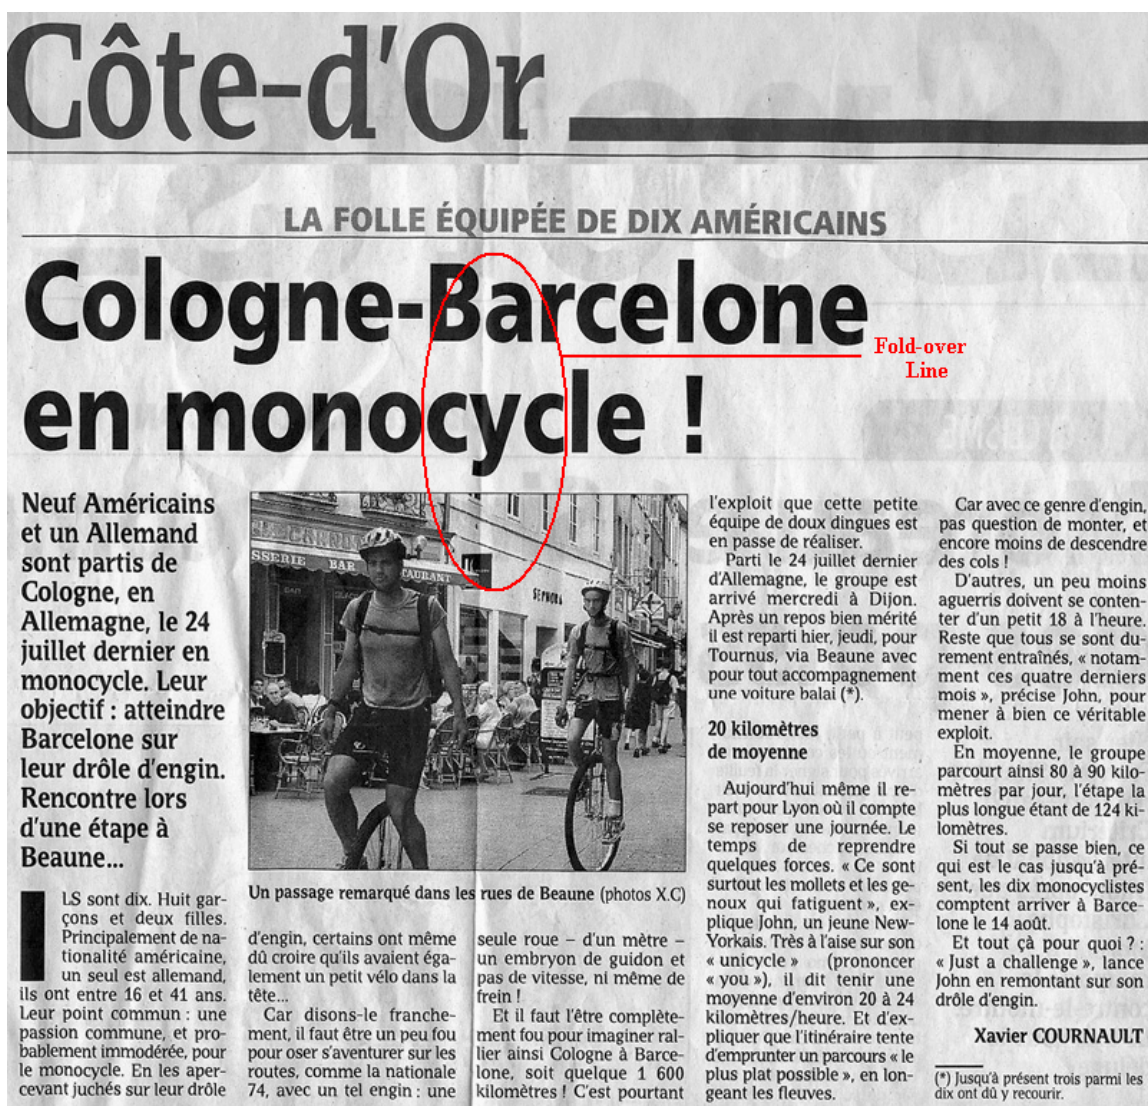 Côte-d'Or
LA FOLLE ÉQUIPÉE DE DIX AMÉRICAINS
Cologne-Barcelone
en monocycle !
Fold-over
Line
Neuf Américains
et un Allemand
sont partis de
Cologne, en
Allemagne, le 24
juillet dernier en
monocycle. Leur
objectif : atteindre
Barcelone sur
leur drôle d'engin.
Rencontre lors
d'une étape à
Beaune...
SSERIE BAR TAURANT
SEPHORA
Un passage remarqué dans les rues de Beaune (photos X.C)
ILS sont dix. Huit gar-
çons et deux filles.
Principalement de na-
tionalité américaine,
un seul est allemand,
ils ont entre 16 et 41 ans.
Leur point commun : une
passion commune, et pro-
bablement immodérée, pour
le monocycle. En les aper-
cevant juchés sur leur drôle
d'engin, certains ont même
dû croire qu'ils avaient éga-
lement un petit vélo dans la
tête...
Car disons-le franche-
ment, il faut être un peu fou
pour oser s'aventurer sur les
routes, comme la nationale
74, avec un tel engin : une
seule roue – d'un mètre –
un embryon de guidon et
pas de vitesse, ni même de
frein !
Et il faut l'être complète-
ment fou pour imaginer ral-
lier ainsi Cologne à Barce-
lone, soit quelque 1 600
kilomètres ! C'est pourtant
l'exploit que cette petite
équipe de doux dingues est
en passe de réaliser.
Parti le 24 juillet dernier
d'Allemagne, le groupe est
arrivé mercredi à Dijon.
Après un repos bien mérité
il est reparti hier, jeudi, pour
Tournus, via Beaune avec
pour tout accompagnement
une voiture balai (*).
20 kilomètres
de moyenne
Aujourd'hui même il re-
part pour Lyon où il compte
se reposer une journée. Le
temps de reprendre
quelques forces. « Ce sont
surtout les mollets et les ge-
noux qui fatiguent », ex-
plique John, un jeune New-
Yorkais. Très à l'aise sur son
« unicycle » (prononcer
« you »), il dit tenir une
moyenne d'environ 20 à 24
kilomètres/heure. Et d'ex-
pliquer que l'itinéraire tente
d'emprunter un parcours « le
plus plat possible », en lon-
geant les fleuves.
Car avec ce genre d'engin,
pas question de monter, et
encore moins de descendre
des cols !
D'autres, un peu moins
aguerris doivent se conten-
ter d'un petit 18 à l'heure.
Reste que tous se sont du-
rement entraînés, « notam-
ment ces quatre derniers
mois », précise John, pour
mener à bien ce véritable
exploit.
En moyenne, le groupe
parcourt ainsi 80 à 90 kilo-
mètres par jour, l'étape la
plus longue étant de 124 ki-
lomètres.
Si tout se passe bien, ce
qui est le cas jusqu'à pré-
sent, les dix monocyclistes
comptent arriver à Barce-
lone le 14 août.
Et tout çà pour quoi ? :
« Just a challenge », lance
John en remontant sur son
drôle d'engin.
Xavier COURNAULT
(*) Jusqu'à présent trois parmi les
dix ont dû y recourir.